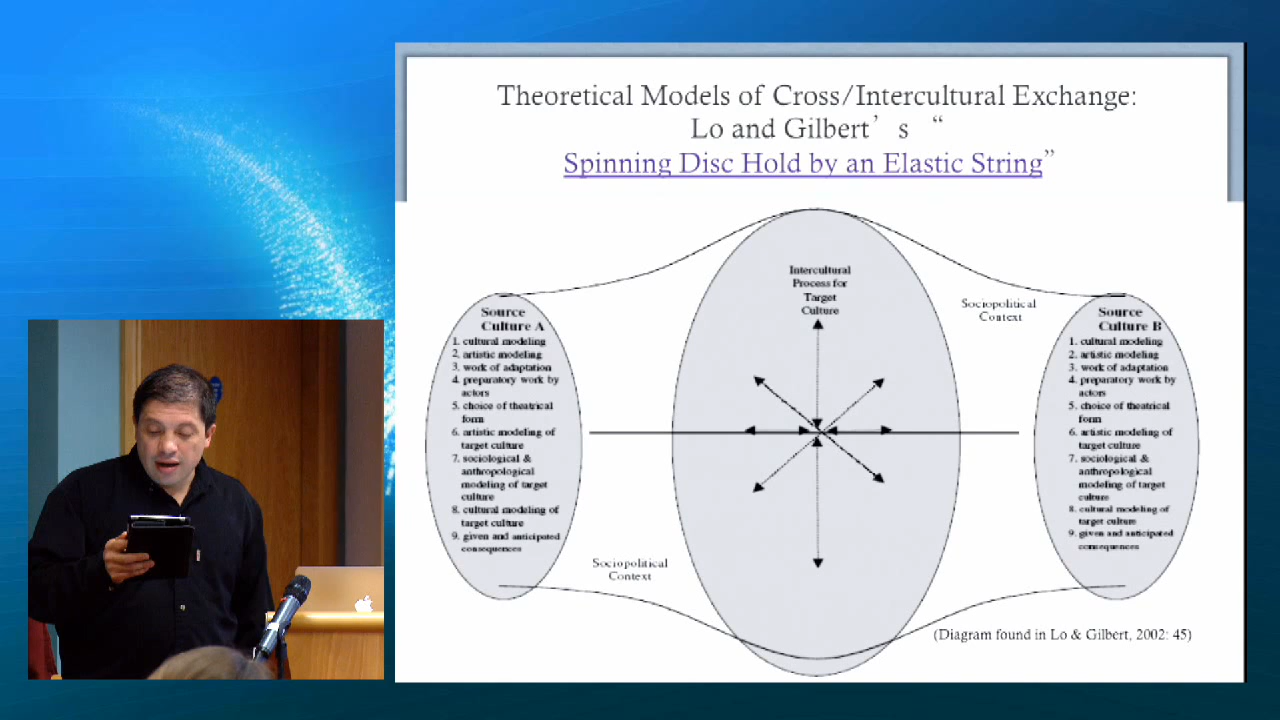 Theoretical Models of Cross/Intercultural Exchange:
Lo and Gilbert’ s “
Spinning Disc Hold by an Elastic String”
Intercultural
Process for
Target
Culture
Sociopolitical
Context
Source
Culture A
1. cultural modeling
2. artistic modeling
3. work of adaptation
4. preparatory work by
actors
5. choice of theatrical
form
6. artistic modeling of
target culture
7. sociological &
anthropological
modeling of target
culture
8. cultural modeling of
target culture
9. given and anticipated
consequences
Source
Culture B
1. cultural modeling
2. artistic modeling
3. work of adaptation
4. preparatory work by
actors
5. choice of theatrical
form
6. artistic modeling of
target culture
7. sociological &
anthropological
modeling of target
culture
8. cultural modeling of
target culture
9. given and anticipated
consequences
Sociopolitical
Context
(Diagram found in Lo & Gilbert, 2002: 45)